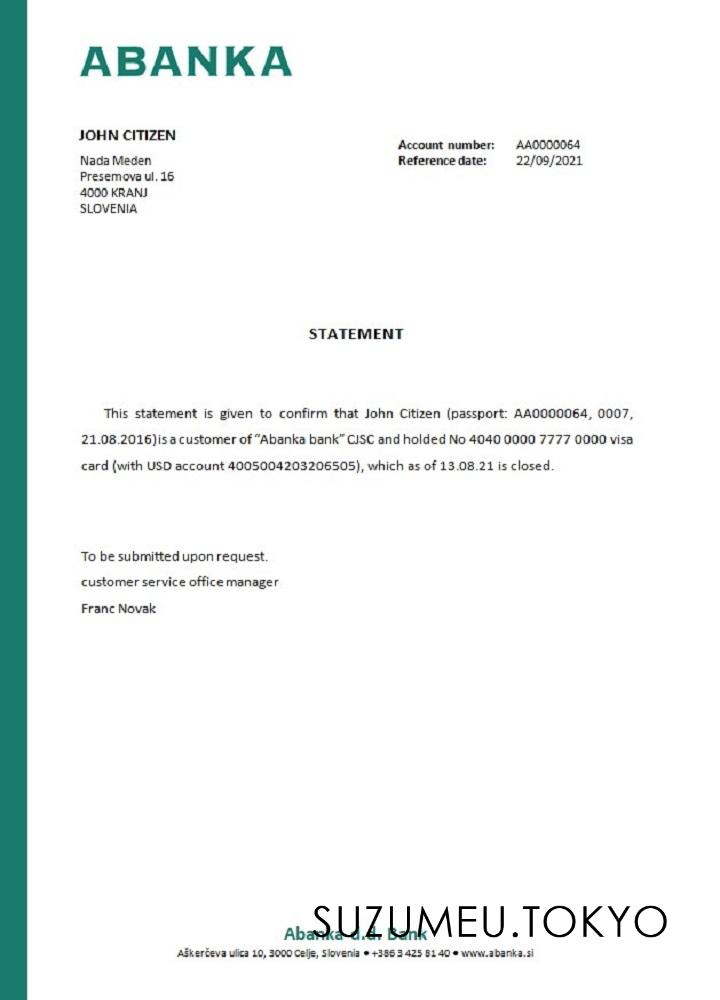 ABANKA
JOHN CITIZEN
Nada Meden
Presemova ul. 16
4000 KRANJ
SLOVENIA
Account number: AA0000064
Reference date: 22/09/2021
STATEMENT
This statement is given to confirm that John Citizen (passport: AA0000064, 0007,
21.08.2016)is a customer of "Abanka bank" CJSC and holded No 4040 0000 7777 0000 visa
card (with USD account 4005004203206505), which as of 13.08.21 is closed.
To be submitted upon request.
customer service office manager
Franc Novak
SUZUMEU.TOKYO
Abanka d.d. Bank
Aškerčeva ulica 10, 3000 Celje, Slovenia • +386 3 425 81 40 • www.abanka.si